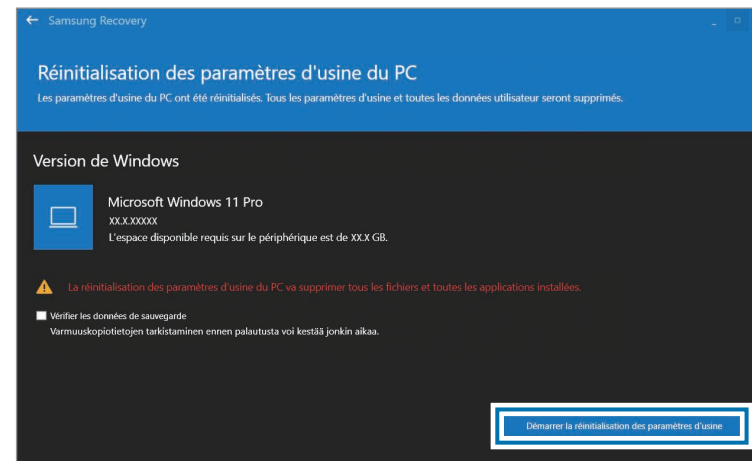 Samsung Recovery
Réinitialisation des paramètres d'usine du PC
Les paramètres d'usine du PC ont été réinitialisés. Tous les paramètres d'usine et toutes les données utilisateur seront supprimés.
Version de Windows
Microsoft Windows 11 Pro
XX.X.XXXXX
L'espace disponible requis sur le périphérique est de XX.X GB.
La réinitialisation des paramètres d'usine du PC va supprimer tous les fichiers et toutes les applications installées.
Vérifier les données de sauvegarde
Varmuuskopiotietojen tarkistaminen ennen palautusta voi kestää jonkin aikaa.
Démarrer la réinitialisation des paramètres d'usine